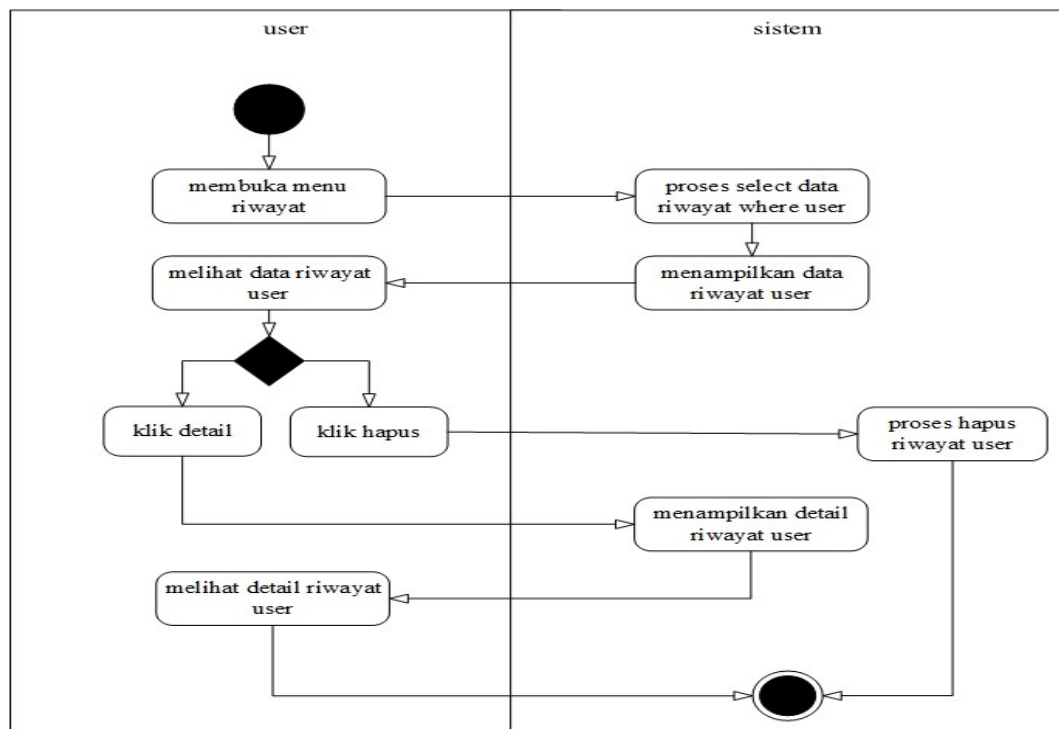 user
sistem
membuka menu
riwayat
proses select data
riwayat where user
melihat data riwayat
user
menampilkan data
riwayat user
klik detail
klik hapus
proses hapus
riwayat user
menampilkan detail
riwayat user
melihat detail riwayat
user